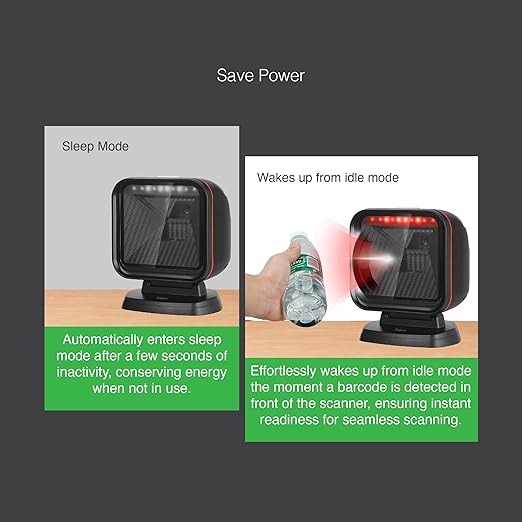 Save Power
Sleep Mode
Automatically enters sleep
mode after a few seconds of
inactivity, conserving energy
when not in use.
Wakes up from idle mode
Effortlessly wakes up from idle mode
the moment a barcode is detected in
front of the scanner, ensuring instant
readiness for seamless scanning.